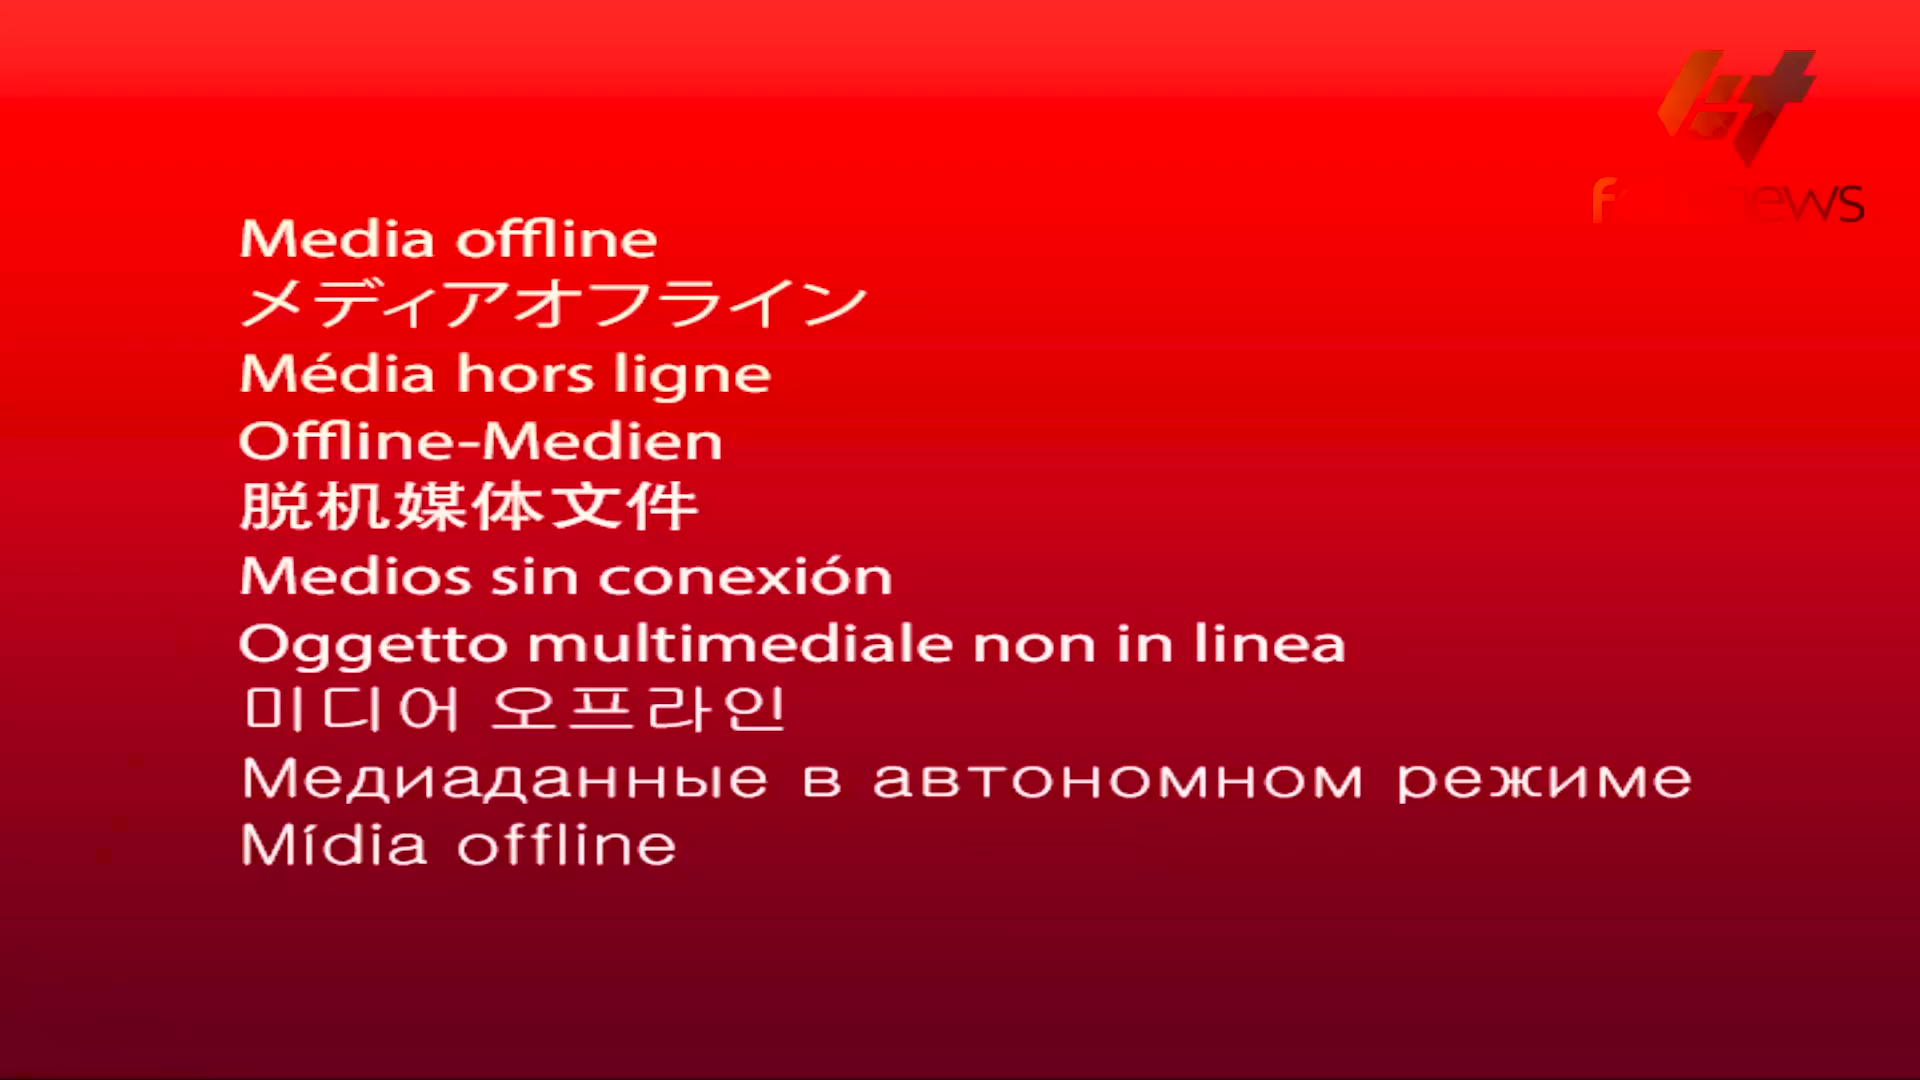 Media offline
メディアオフライン
Média hors ligne
Offline-Medien
脱机媒体文件
Medios sin conexión
Oggetto multimediale non in linea
미디어 오프라인
Медиаданные в автономном режиме
Mídia offline